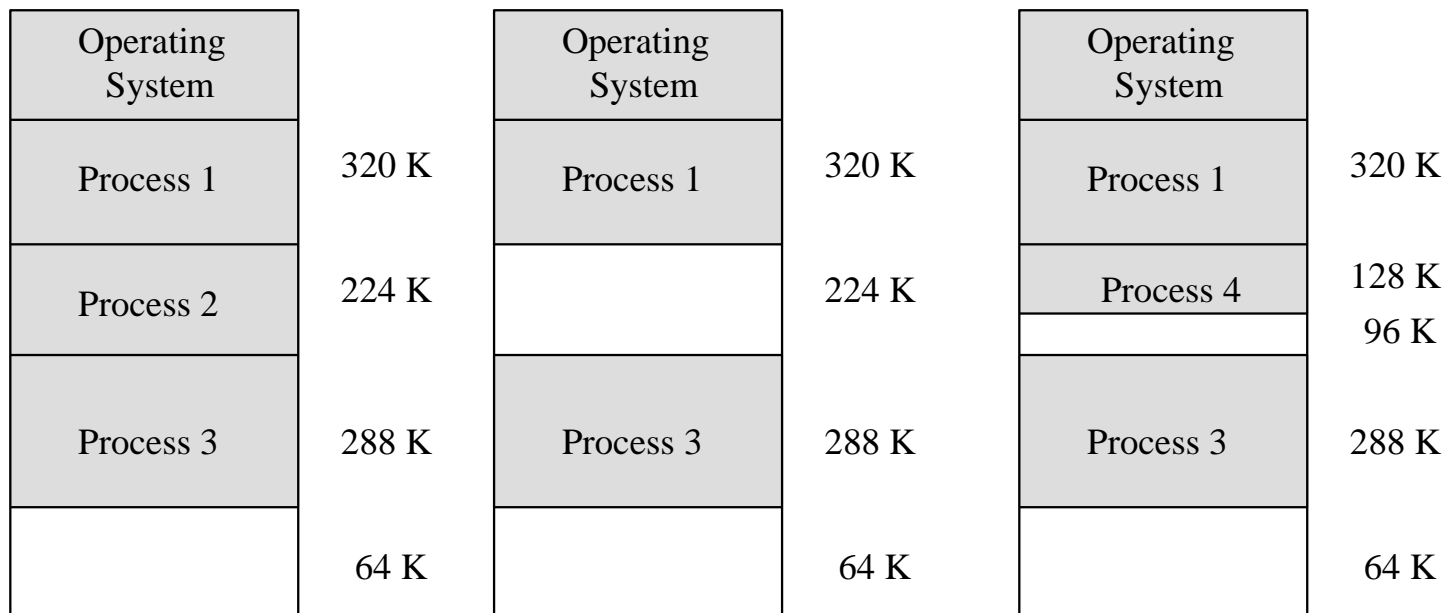 Operating
System
Process 1
320 K
Process 2
224 K
Process 3
288 K
64 K
Operating
System
Process 1
320 K
224 K
Process 3
288 K
64 K
Operating
System
Process 1
320 K
Process 4
128 K
96 K
Process 3
288 K
64 K